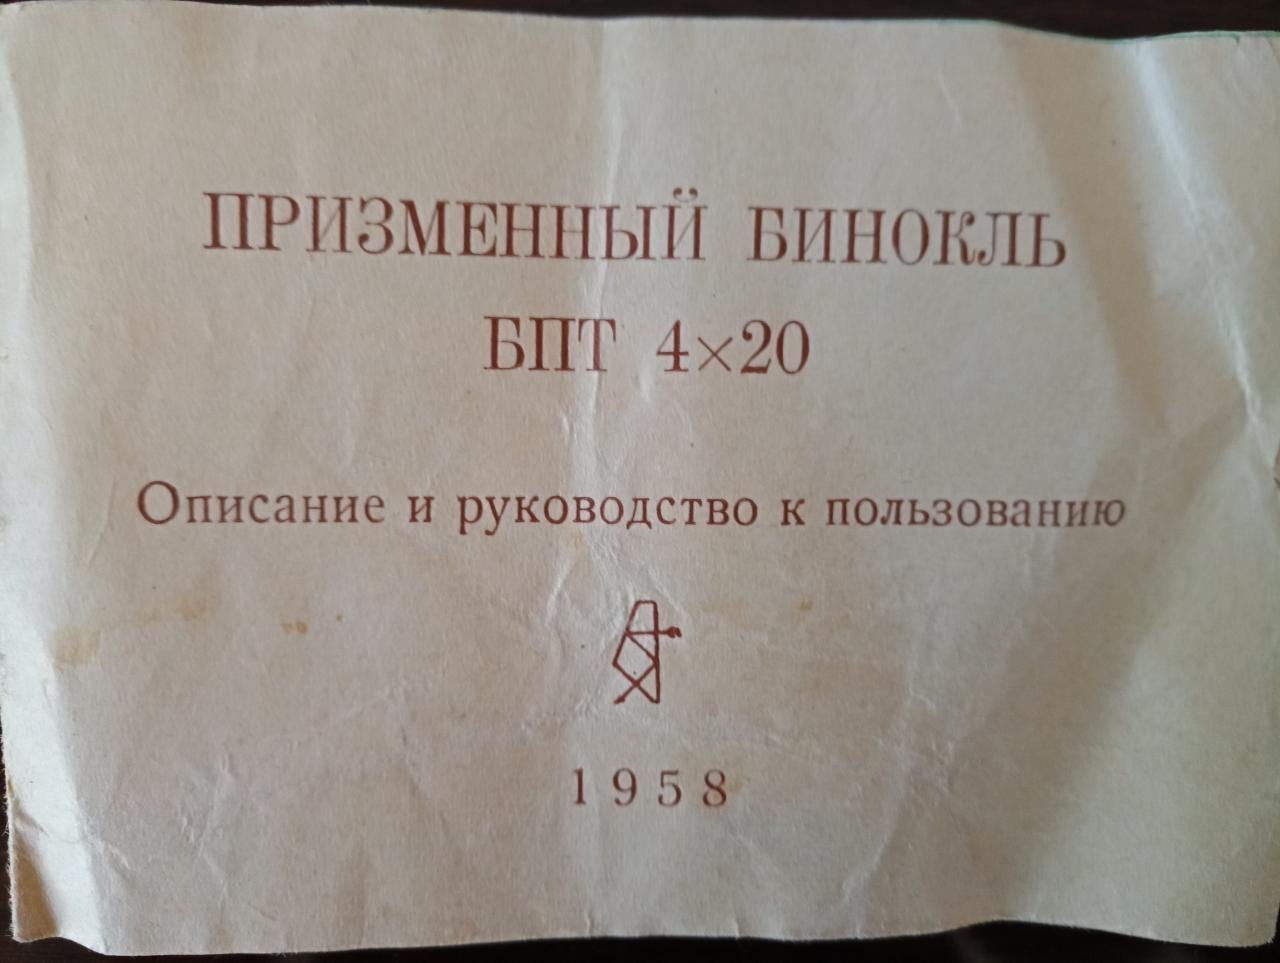 ПРИЗМЕННЫЙ БИНОКЛЬ
БПТ 4×20
Описание и руководство к пользованию
1958